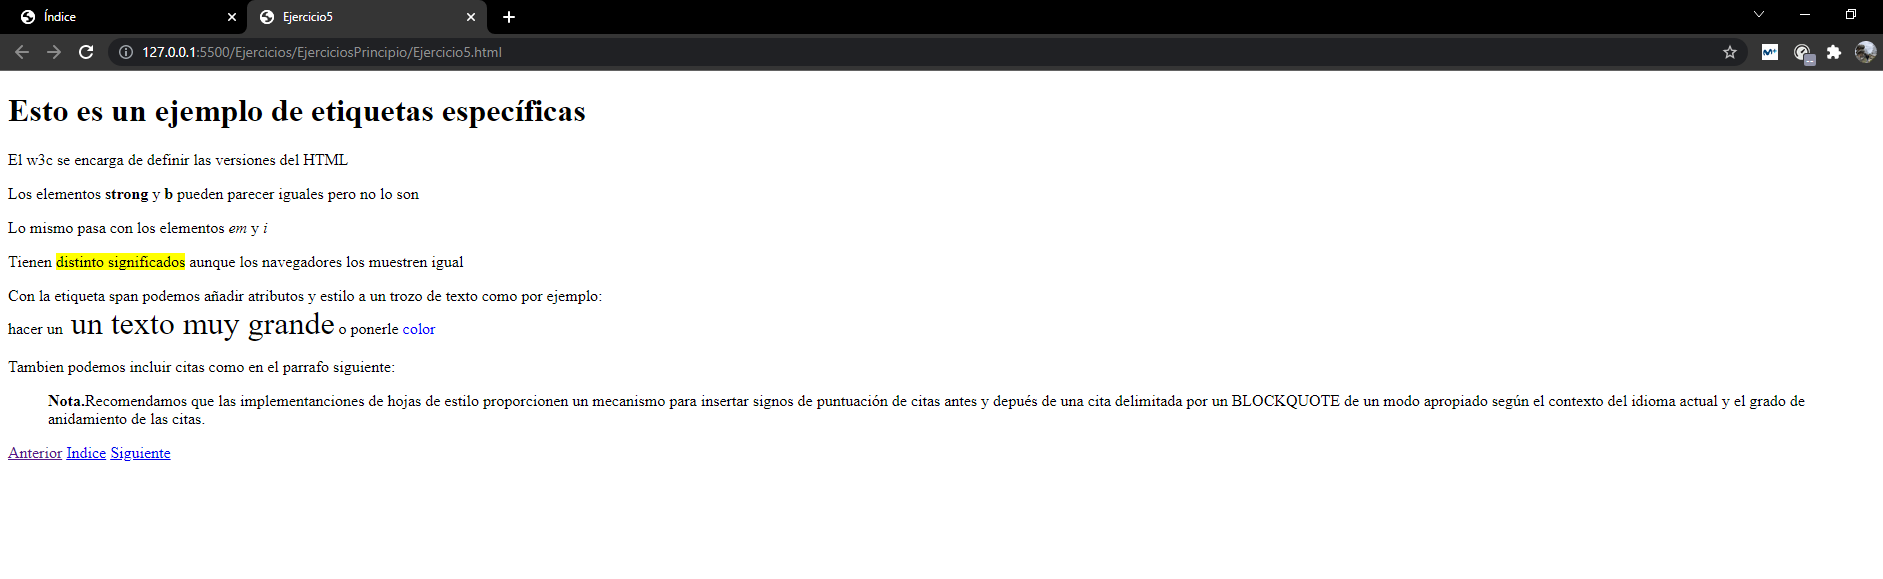 Índice
Ejercicio5
127.0.0.1:5500/Ejercicios/EjerciciosPrincipio/Ejercicio5.html
Esto es un ejemplo de etiquetas específicas
El w3c se encarga de definir las versiones del HTML
Los elementos strong y b pueden parecer iguales pero no lo son
Lo mismo pasa con los elementos em y i
Tienen distinto significados aunque los navegadores los muestren igual
Con la etiqueta span podemos añadir atributos y estilo a un trozo de texto como por ejemplo:
hacer un un texto muy grande o ponerle color
Tambien podemos incluir citas como en el parrafo siguiente:
Nota.Recomendamos que las implementanciones de hojas de estilo proporcionen un mecanismo para insertar signos de puntuación de citas antes y depués de una cita delimitada por un BLOCKQUOTE de un modo apropiado según el contexto del idioma actual y el grado de
anidamiento de las citas.
Anterior Indice Siguiente